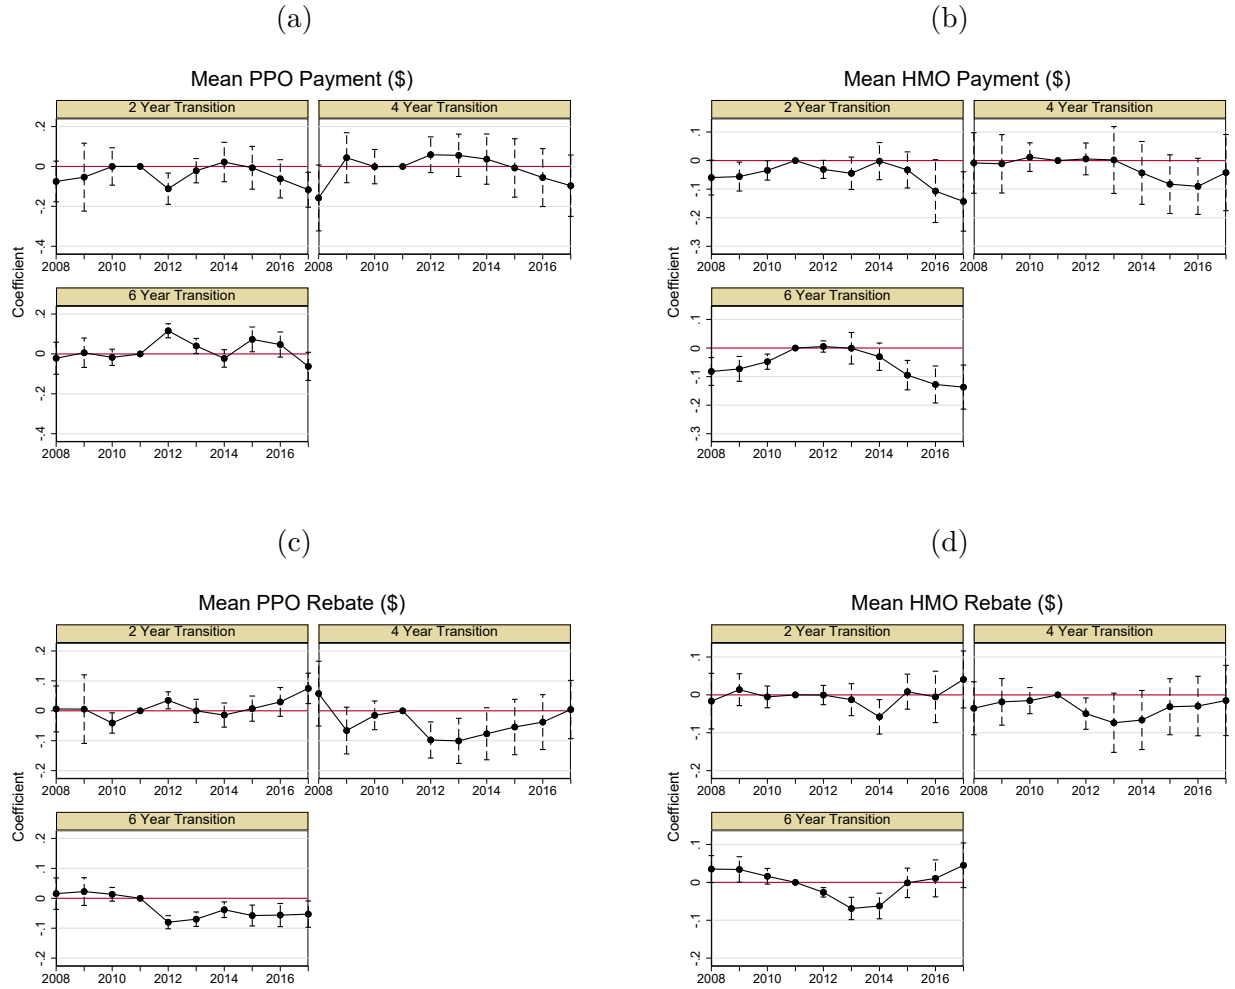 (a)
Mean PPO Payment ($)
2 Year Transition
4 Year Transition
.2
0
-.2
-.4
2008 2010 2012 2014 2016 2008 2010 2012 2014 2016
6 Year Transition
.2
0
-.2
-.4
2008 2010 2012 2014 2016
Coefficient
(b)
Mean HMO Payment ($)
2 Year Transition
4 Year Transition
.1
0
-.1
-.2
-.3
2008 2010 2012 2014 2016 2008 2010 2012 2014 2016
6 Year Transition
.1
0
-.1
-.2
-.3
2008 2010 2012 2014 2016
Coefficient
(c)
Mean PPO Rebate ($)
2 Year Transition
4 Year Transition
.2
.1
0
-.1
-.2
2008 2010 2012 2014 2016 2008 2010 2012 2014 2016
6 Year Transition
.2
.1
0
-.1
-.2
2008 2010 2012 2014 2016
Coefficient
(d)
Mean HMO Rebate ($)
2 Year Transition
4 Year Transition
.1
0
-.1
-.2
2008 2010 2012 2014 2016 2008 2010 2012 2014 2016
6 Year Transition
.1
0
-.1
-.2
2008 2010 2012 2014 2016
Coefficient